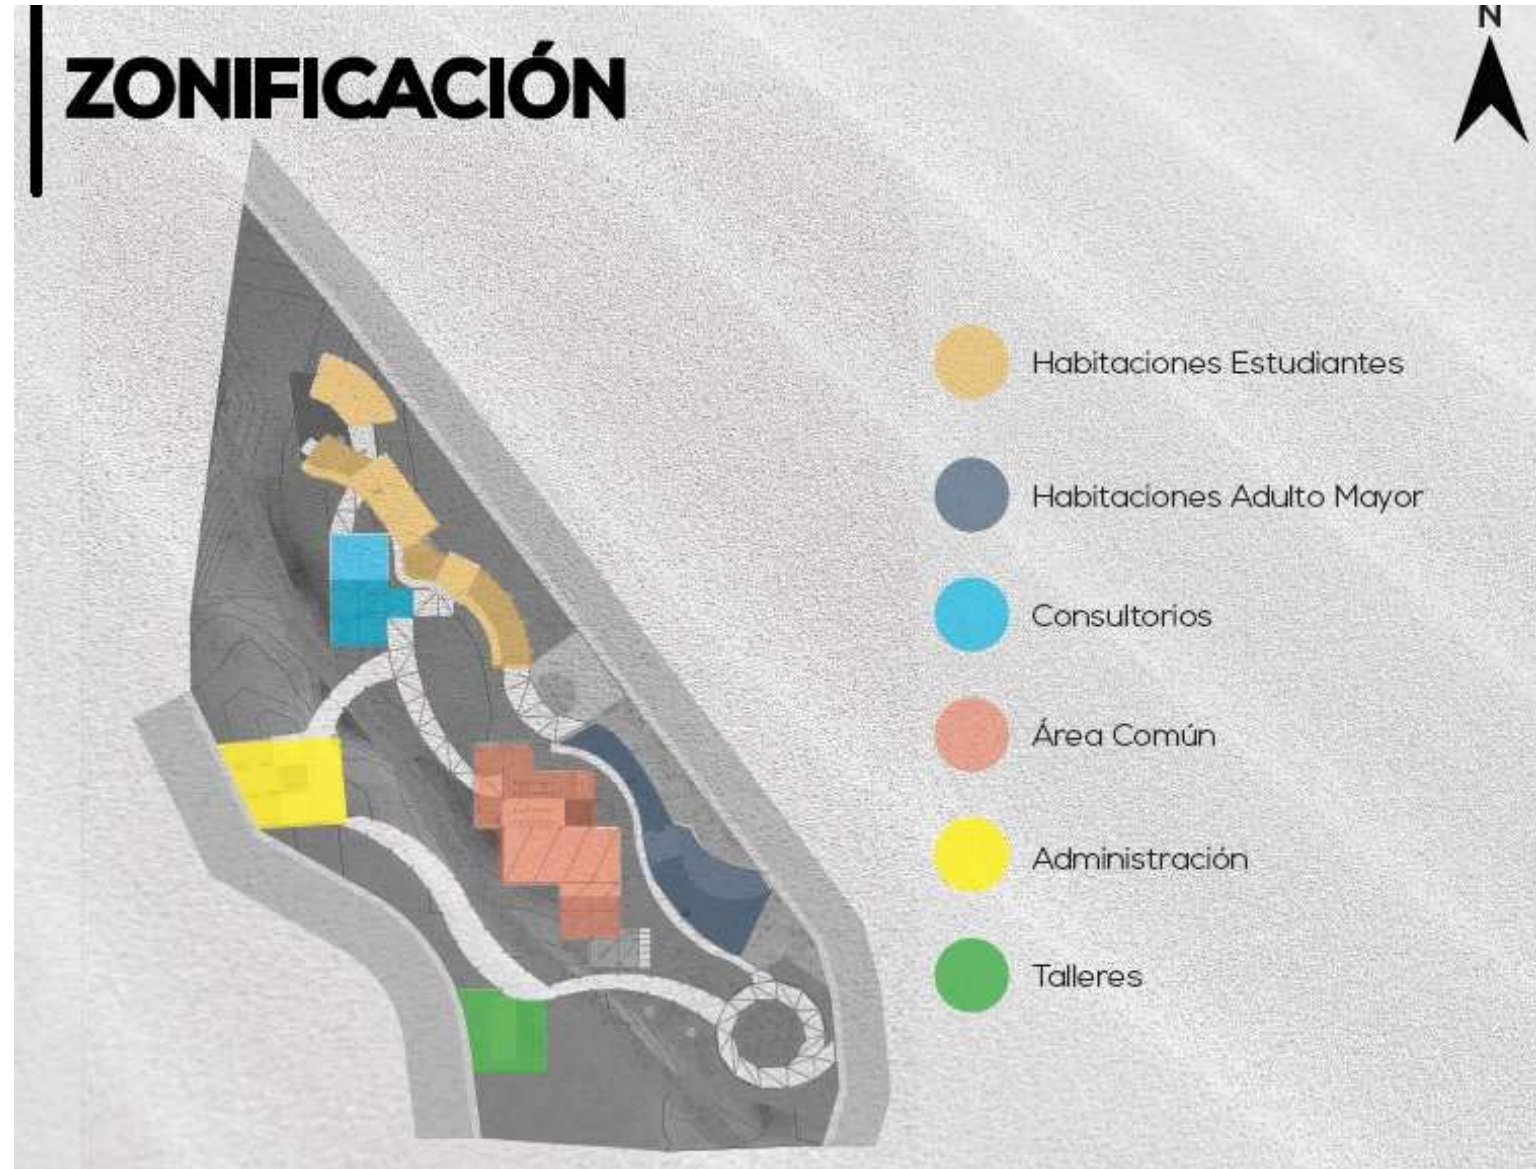 N
ZONIFICACIÓN
Habitaciones Estudiantes
Habitaciones Adulto Mayor
Consultorios
Área Común
Administración
Talleres